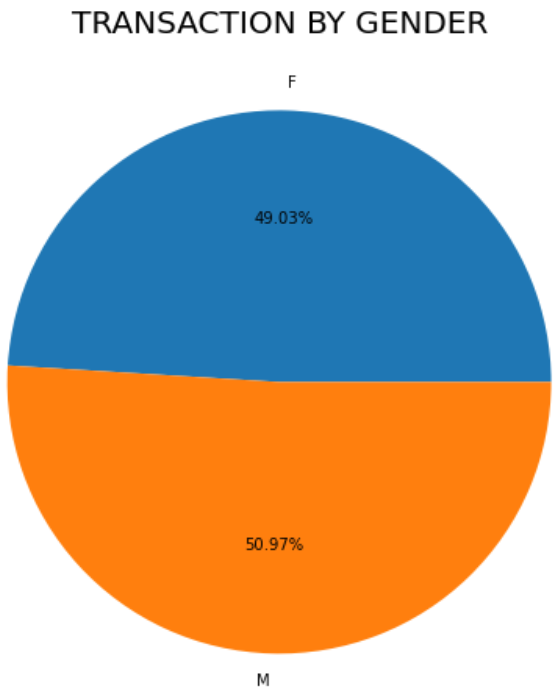 TRANSACTION BY GENDER
F
49.03%
50.97%
M